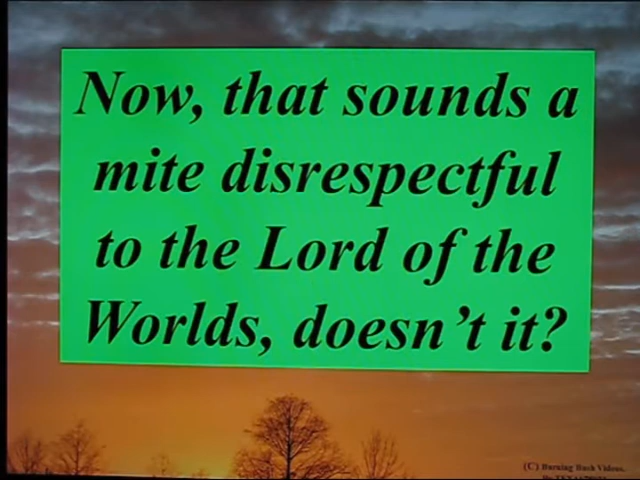 Now, that sounds a
mite disrespectful
to the Lord of the
Worlds, doesn't it?
(C) Burning Bush Videos.